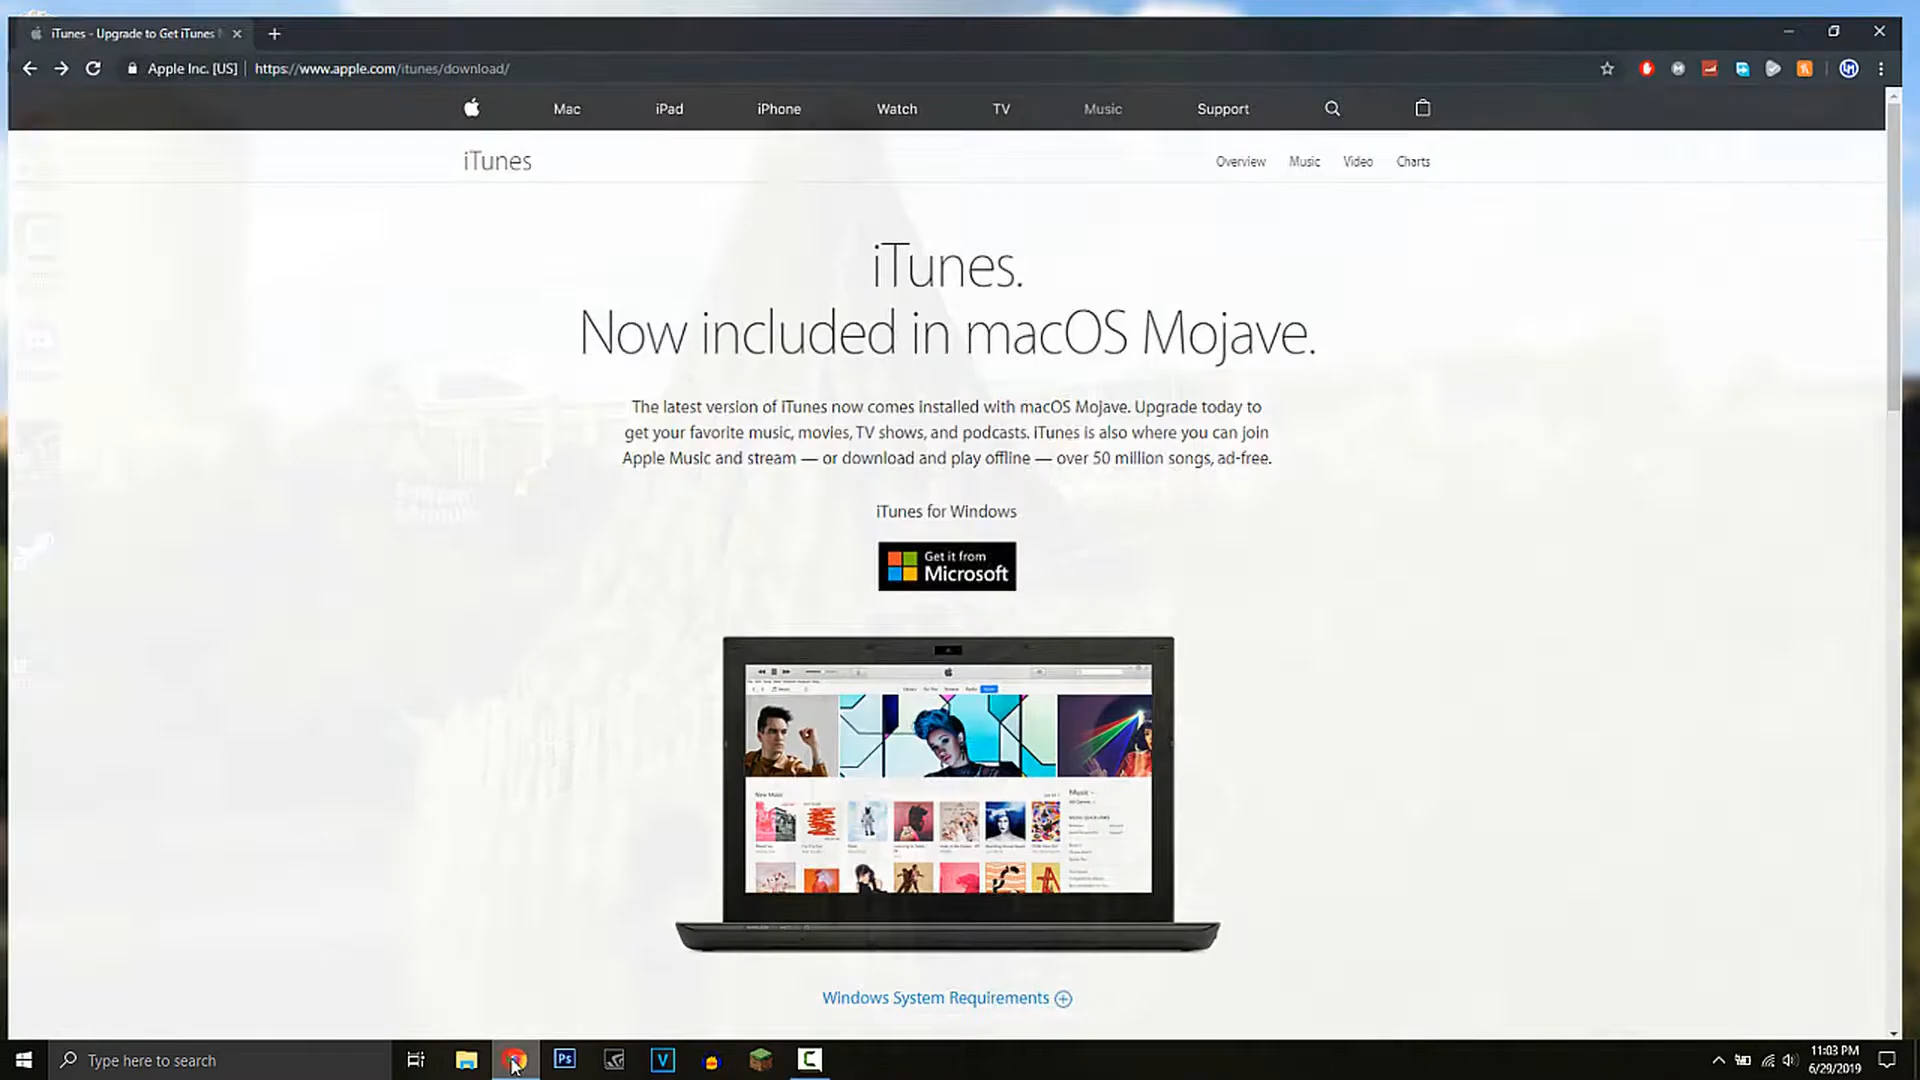 iTunes - Upgrade to Get iTunes
Apple Inc. [US]
https://www.apple.com/itunes/download/
Mac
iPad
iPhone
Watch
TV
Music
Support
iTunes
Overview
Music
Video
Charts
iTunes.
Now included in macOS Mojave.
The latest version of iTunes now comes installed with macOS Mojave. Upgrade today to
get your favorite music, movies, TV shows, and podcasts. iTunes is also where you can join
Apple Music and stream — or download and play offline — over 50 million songs, ad-free.
iTunes for Windows
Get it from
Microsoft
New Music
Music
Windows System Requirements
Type here to search
Ps
V
C
11:03 PM
6/29/2019